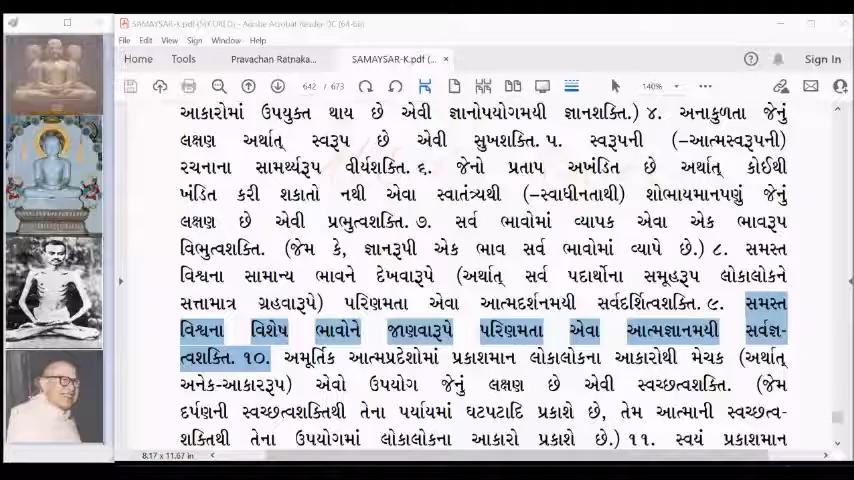 SAMAYSAR-K.pdf (SECURED) - Adobe Acrobat Reader DC (64-bit)
File Edit View Sign Window Help
Home Tools Pravachan Ratnaka... SAMAYSAR-K.pdf (... × Sign In
642 / 673 140%
આકારોમાં ઉપયુક્ત થાય છે એવી જ્ઞાનોપયોગમયી જ્ઞાનશક્તિ.) ૪. અનાકુળતા જેનું
લક્ષણ અર્થાત્ સ્વરૂપ છે એવી સુખશક્તિ. ૫. સ્વરૂપની (–આત્મસ્વરૂપની)
રચનાના સામર્થ્યરૂપ વીર્યશક્તિ. ૬. જેનો પ્રતાપ અખંડિત છે અર્થાત્ કોઈથી
ખંડિત કરી શકાતો નથી એવા સ્વાતંત્ર્યથી (–સ્વાધીનતાથી) શોભાયમાનપણું જેનું
લક્ષણ છે એવી પ્રભુત્વશક્તિ. ૭. સર્વ ભાવોમાં વ્યાપક એવા એક ભાવરૂપ
વિભુત્વશક્તિ. (જેમ કે, જ્ઞાનરૂપી એક ભાવ સર્વ ભાવોમાં વ્યાપે છે.) ૮. સમસ્ત
વિશ્વના સામાન્ય ભાવને દેખવારૂપે (અર્થાત્ સર્વ પદાર્થોના સમૂહરૂપ લોકાલોકને
સત્તામાત્ર ગ્રહવારૂપે) પરિણમતા એવા આત્મદર્શનમયી સર્વદર્શિત્વશક્તિ. ૯. સમસ્ત
વિશ્વના વિશેષ ભાવોને જાણવારૂપે પરિણમતા એવા આત્મજ્ઞાનમયી સર્વજ્ઞ-
ત્વશક્તિ. ૧૦. અમૂર્તિક આત્મપ્રદેશોમાં પ્રકાશમાન લોકાલોકના આકારોથી મેચક (અર્થાત્
અનેક-આકારરૂપ) એવો ઉપયોગ જેનું લક્ષણ છે એવી સ્વચ્છત્વશક્તિ. (જેમ
દર્પણની સ્વચ્છત્વશક્તિથી તેના પર્યાયમાં ઘટપટાદિ પ્રકાશે છે, તેમ આત્માની સ્વચ્છત્વ-
શક્તિથી તેના ઉપયોગમાં લોકાલોકના આકારો પ્રકાશે છે.) ૧૧. સ્વયં પ્રકાશમાન
8.17 x 11.67 in